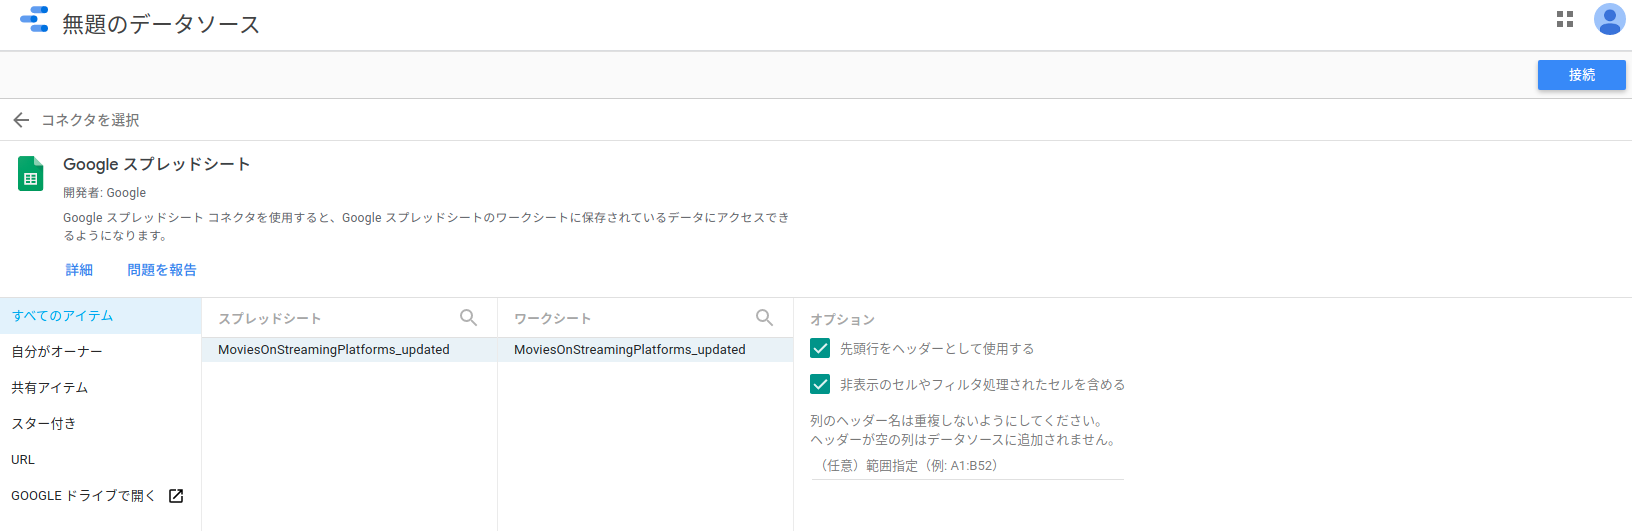 無題のデータソース
接続
コネクタを選択
Google スプレッドシート
開発者: Google
Google スプレッドシート コネクタを使用すると、Google スプレッドシートのワークシートに保存されているデータにアクセスでき
るようになります。
詳細 問題を報告
すべてのアイテム
自分がオーナー
共有アイテム
スター付き
URL
GOOGLE ドライブで開く
スプレッドシート
MoviesOnStreamingPlatforms_updated
ワークシート
MoviesOnStreamingPlatforms_updated
オプション
先頭行をヘッダーとして使用する
非表示のセルやフィルタ処理されたセルを含める
列のヘッダー名は重複しないようにしてください。
ヘッダーが空の列はデータソースに追加されません。
（任意）範囲指定（例: A1:B52）